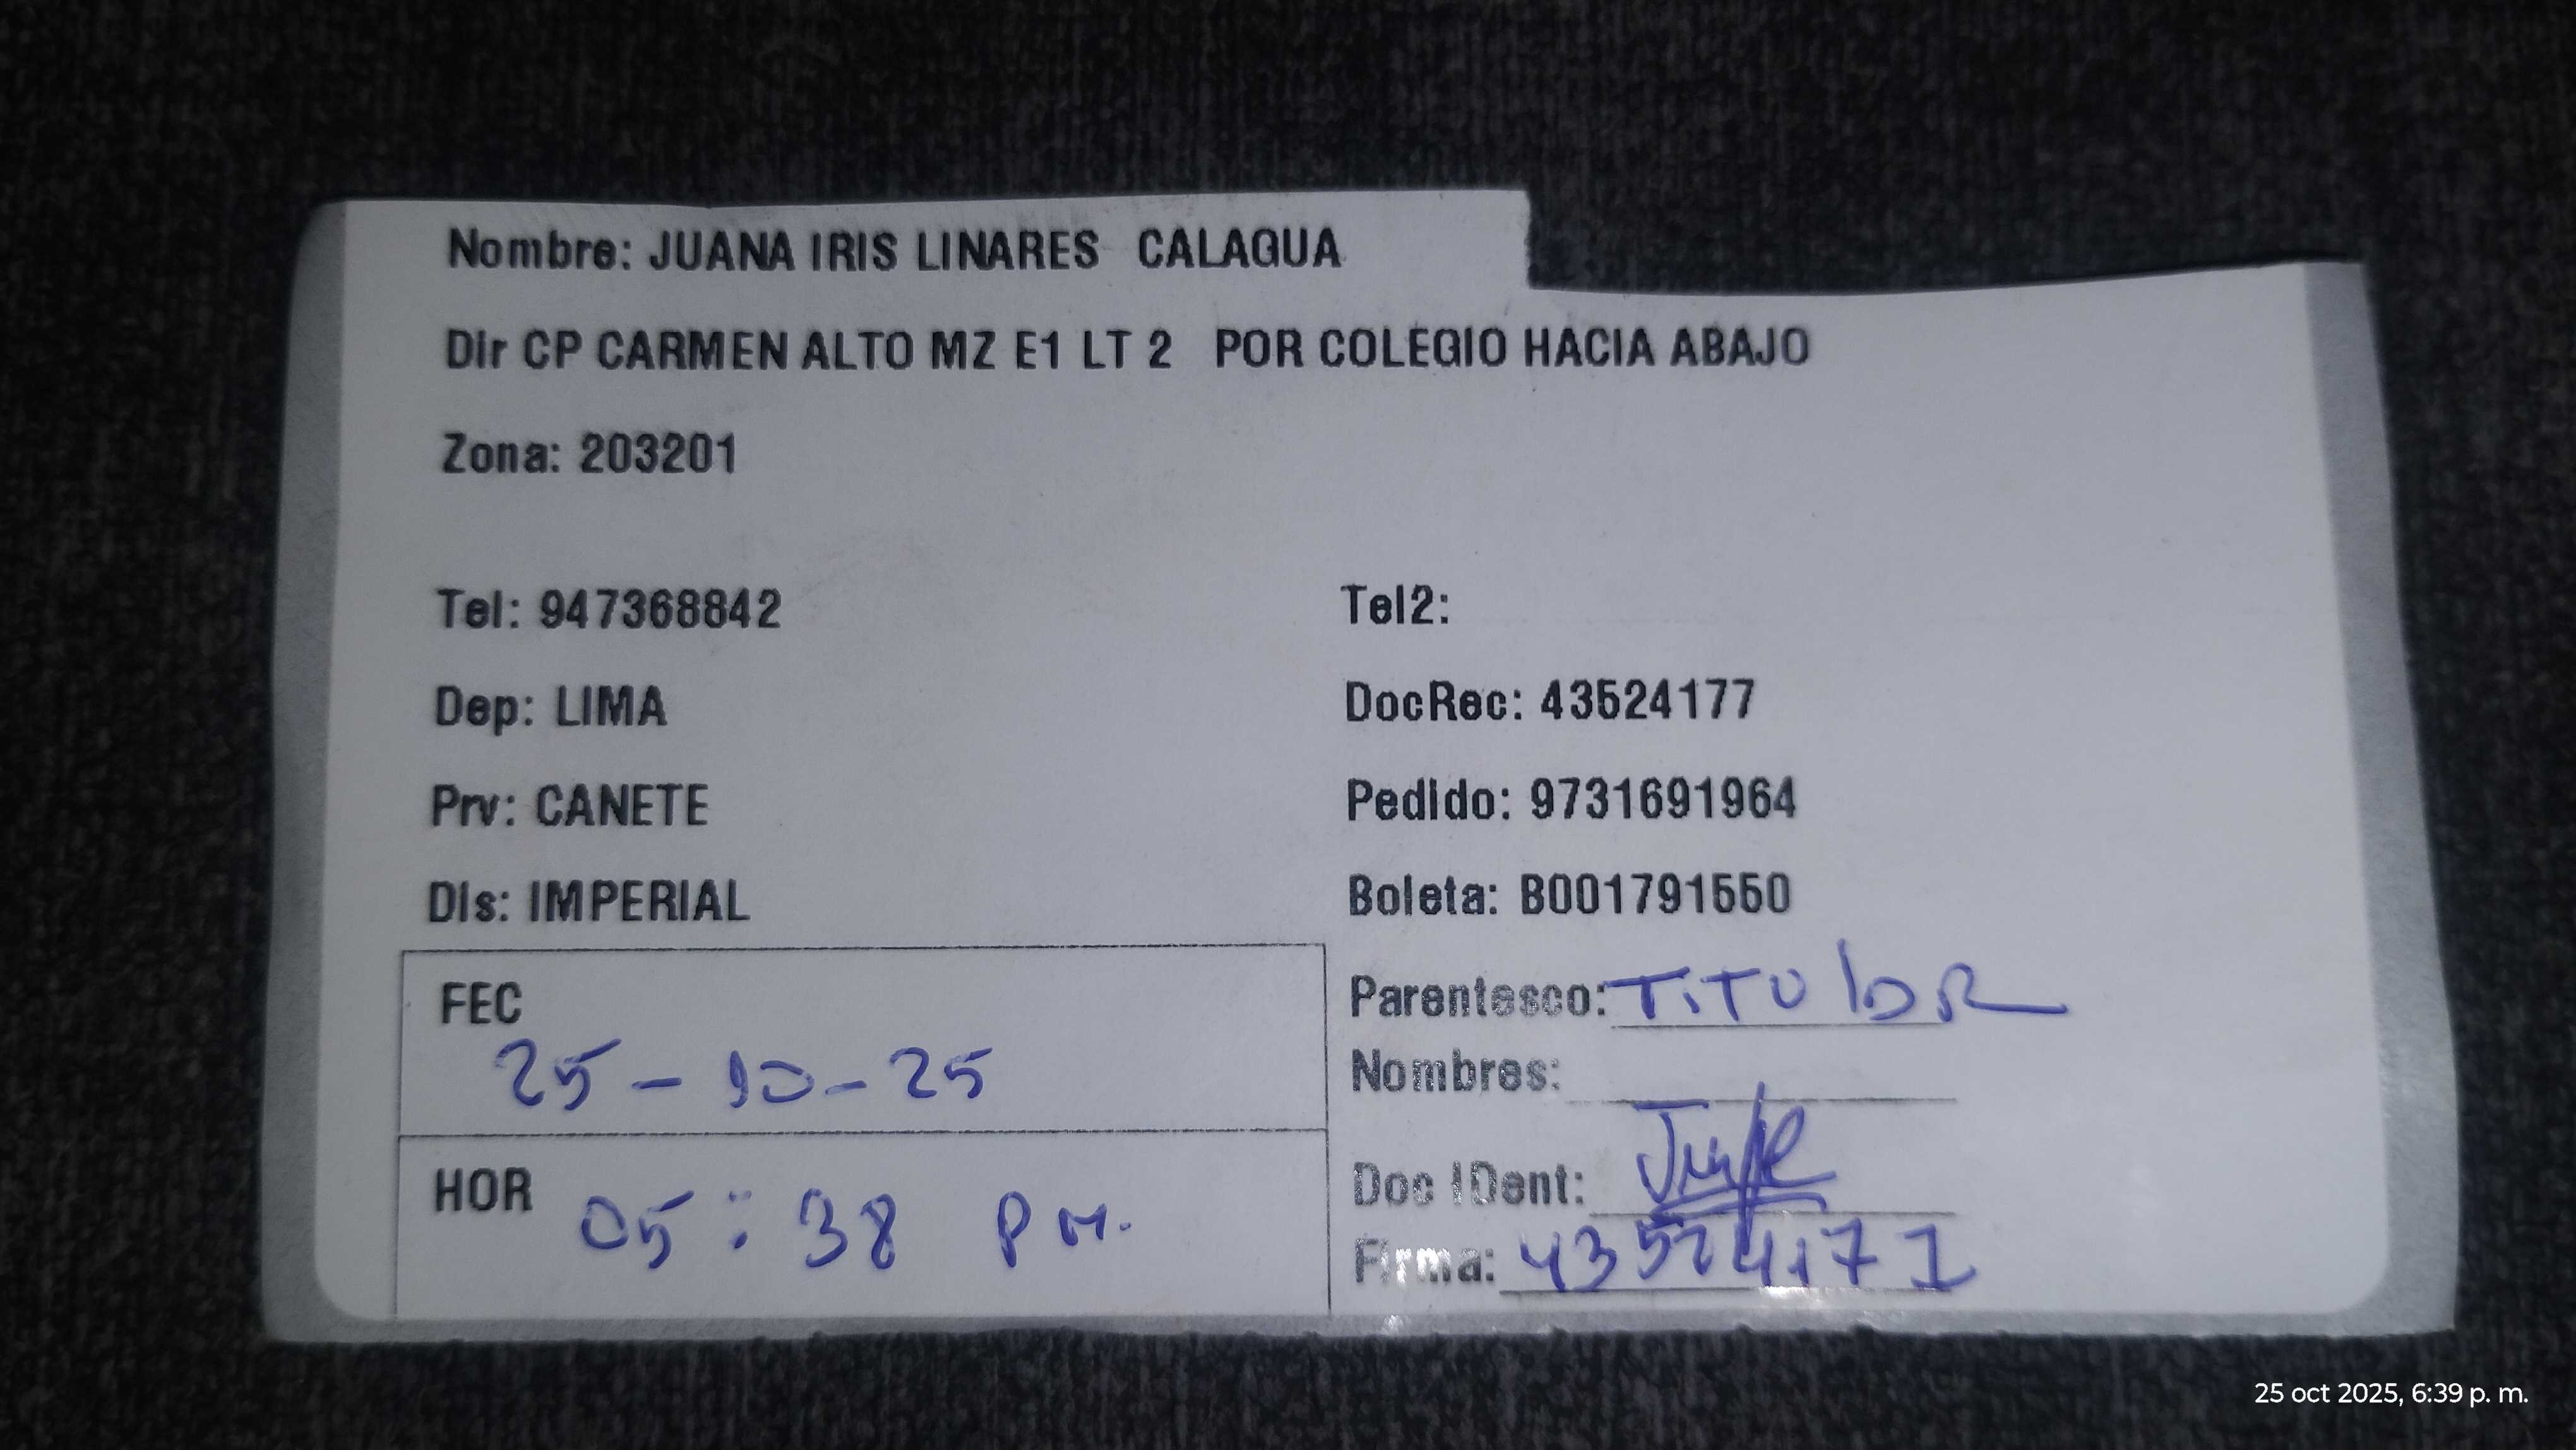 Nombre: JUANA IRIS LINARES CALAGUA
Dir CP CARMEN ALTO MZ E1 LT 2 POR COLEGIO HACIA ABAJO
Zona: 203201
Tel: 947368842
Tel2:
Dep: LIMA
DocRec: 43524177
Prv: CANETE
Pedido: 9731691964
Dis: IMPERIAL
Boleta: B001791550
FEC
25-10-25
HOR
05:38 PM.
Parentesco: TITULAR
Nombres:
Doc IDent:
Firma: 43524177
25 oct 2025, 6:39 p. m.